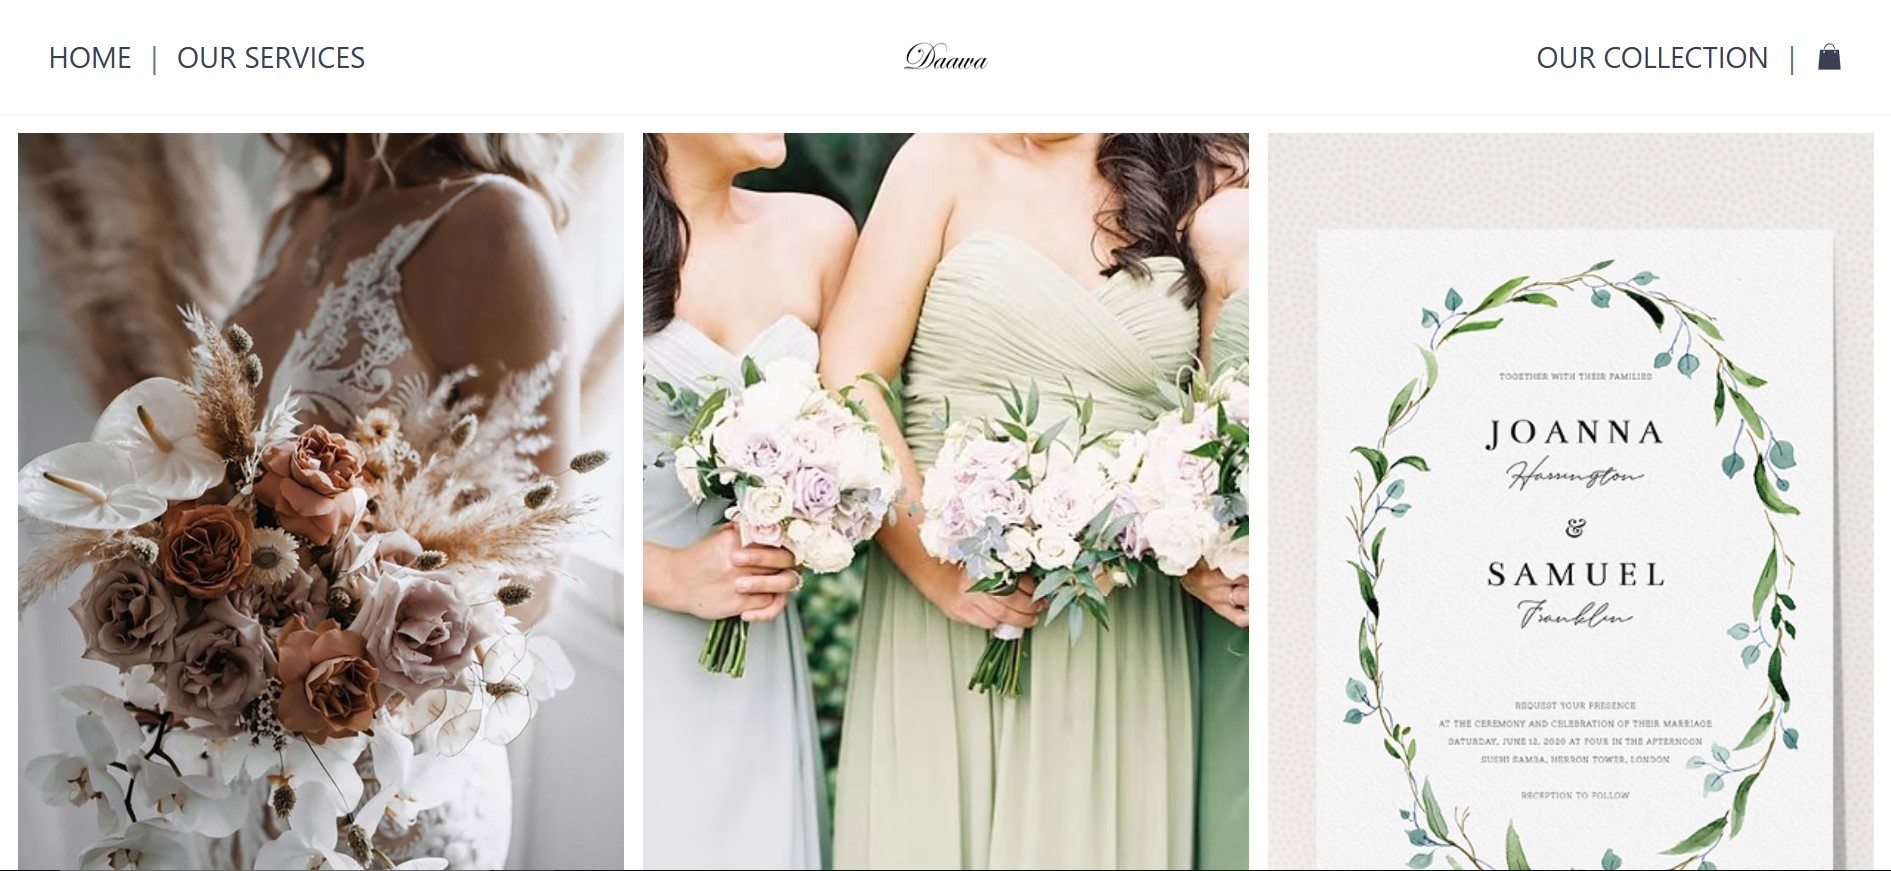 HOME | OUR SERVICES
Daawa
OUR COLLECTION |
TOGETHER WITH THEIR FAMILIES
JOANNA
Harrington
&
SAMUEL
Franklin
REQUEST YOUR PRESENCE
AT THE CEREMONY AND CELEBRATION OF THEIR MARRIAGE
SATURDAY, JUNE 12, 2020 AT FOUR IN THE AFTERNOON
SUSHI SAMBA, HERRON TOWER, LONDON
RECEPTION TO FOLLOW